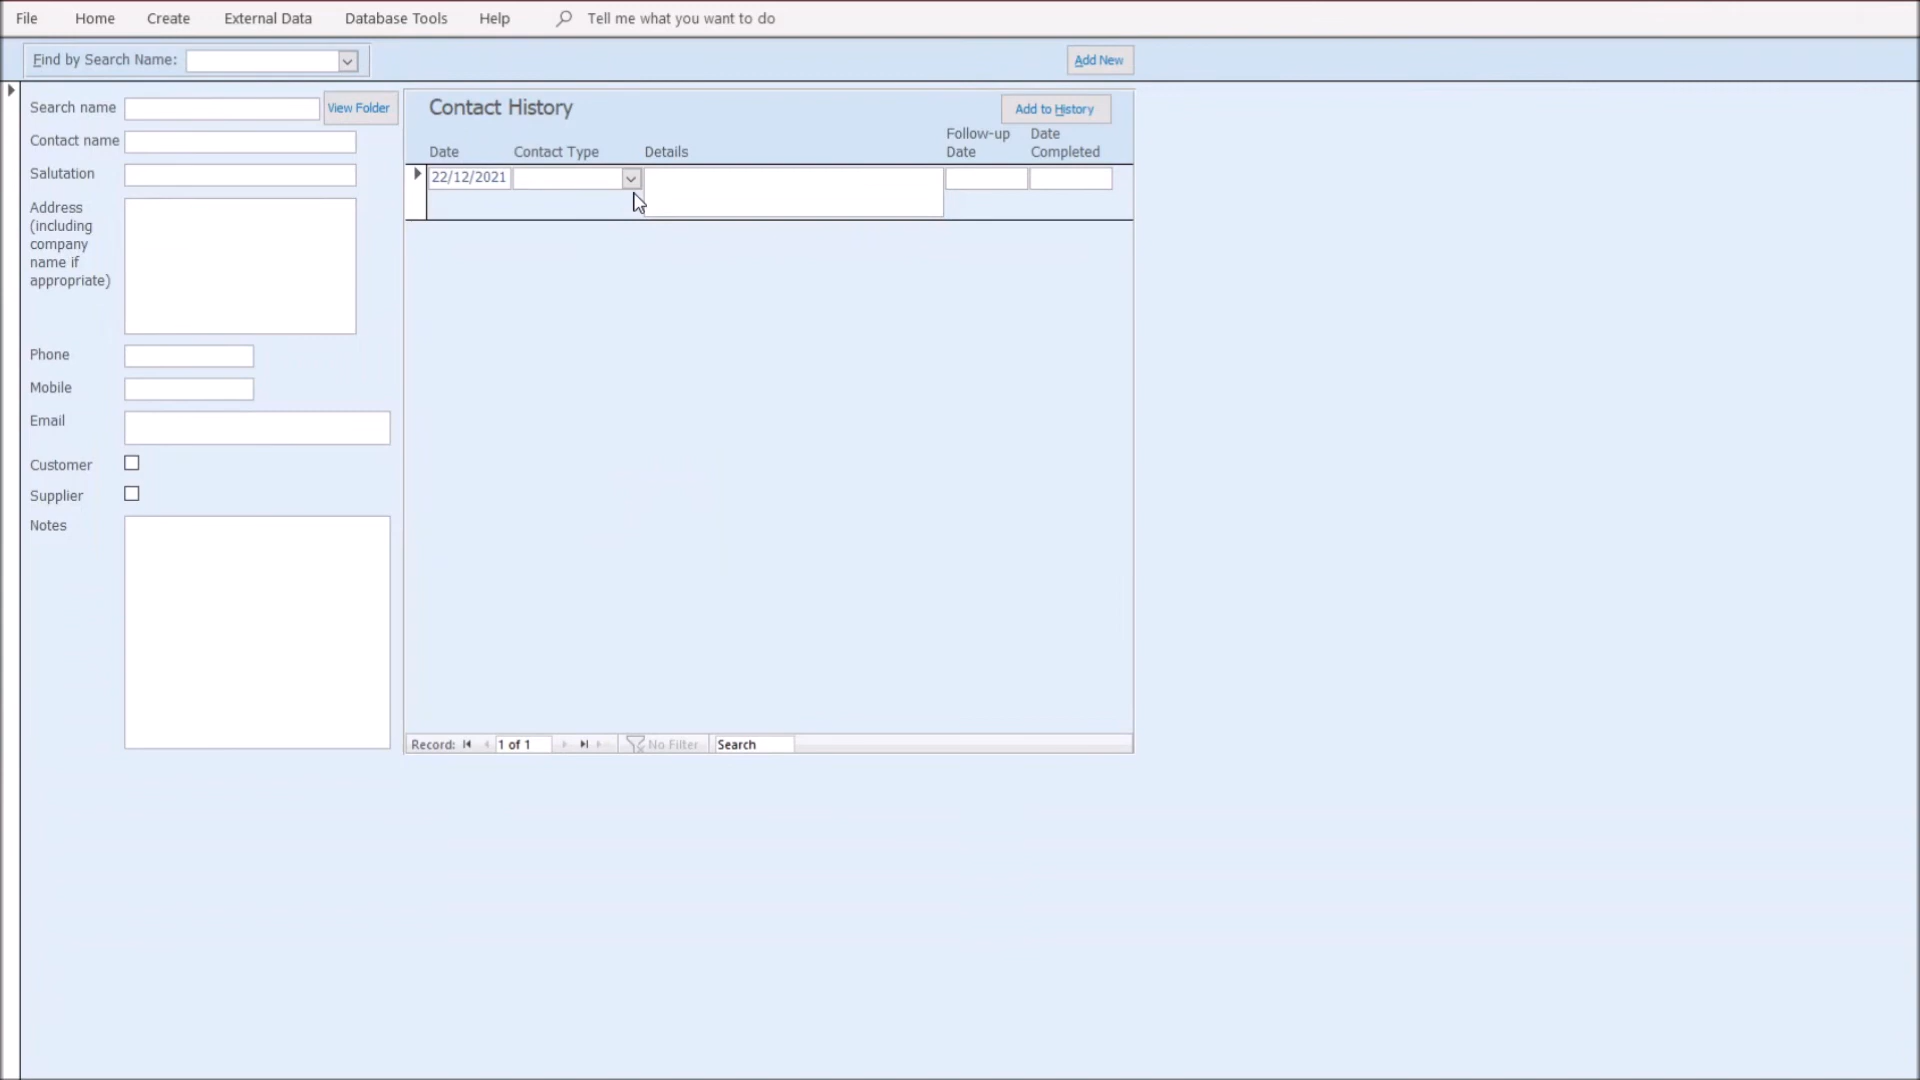 File Home Create External Data Database Tools Help Tell me what you want to do
Find by Search Name: Add New
Search name View Folder
Contact name
Salutation
Address
(including
company
name if
appropriate)
Phone
Mobile
Email
Customer
Supplier
Notes
Contact History Add to History
Follow-up Date
Date Contact Type Details Date Completed
22/12/2021
Record: 1 of 1 No Filter Search